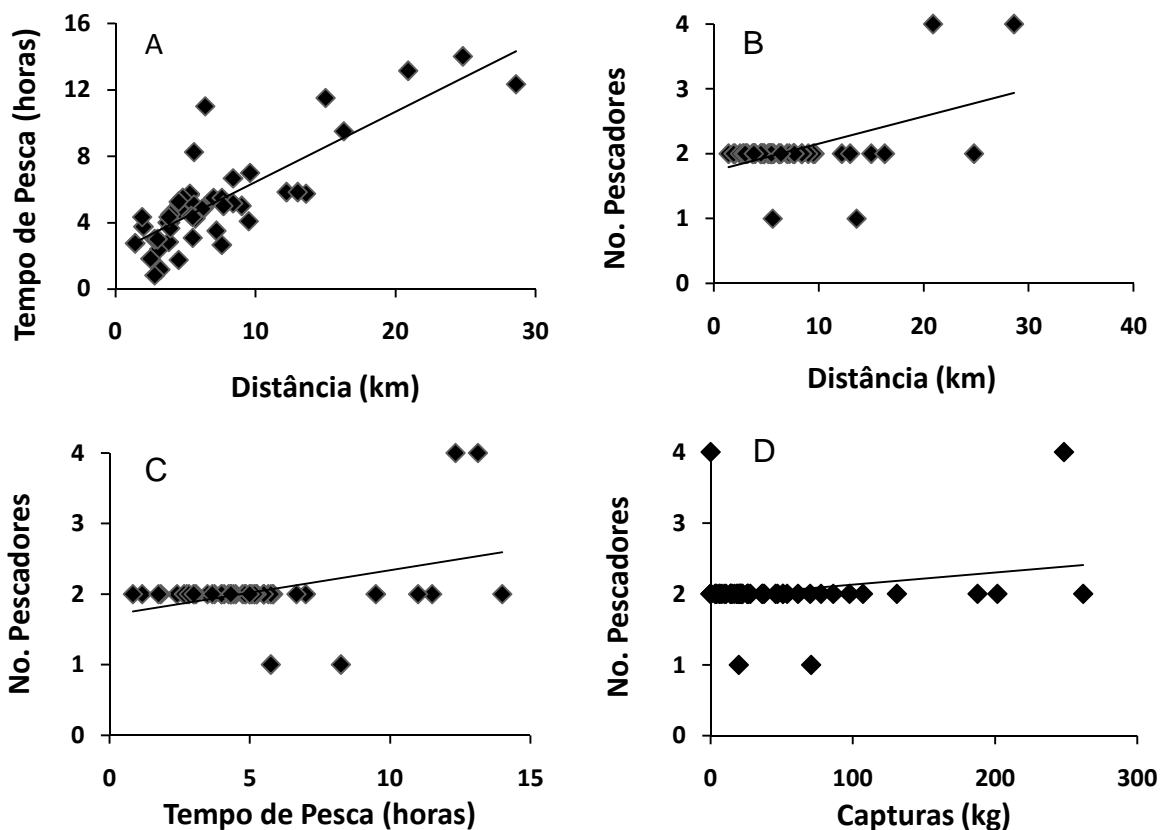 A
Tempo de Pesca (horas)
16
12
8
4
0
0 10 20 30
Distância (km)
B
No. Pescadores
4
3
2
1
0
0 10 20 30 40
Distância (km)
C
No. Pescadores
4
3
2
1
0
0 5 10 15
Tempo de Pesca (horas)
D
No. Pescadores
4
3
2
1
0
0 100 200 300
Capturas (kg)